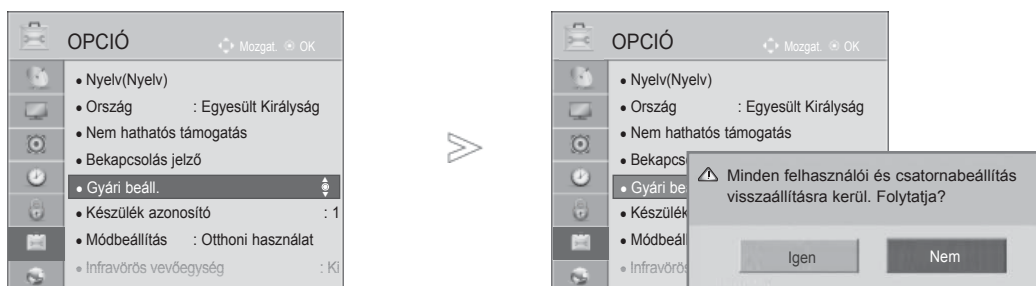 OPCIÓ
Mozgat. OK
• Nyelv(Nyelv)
• Ország : Egyesült Királyság
• Nem hathatós támogatás
• Bekapcsolás jelző
• Gyári beáll.
• Készülék azonosító : 1
• Módbeállítás : Otthoni használat
• Infravörös vevőegység : Ki
OPCIÓ
Mozgat. OK
• Nyelv(Nyelv)
• Ország : Egyesült Királyság
• Nem hathatós támogatás
• Bekapcs
• Gyári be
• Készülék
• Módbeáll
• Infravörös
Minden felhasználói és csatornabeállítás
visszaállításra kerül. Folytatja?
Igen Nem